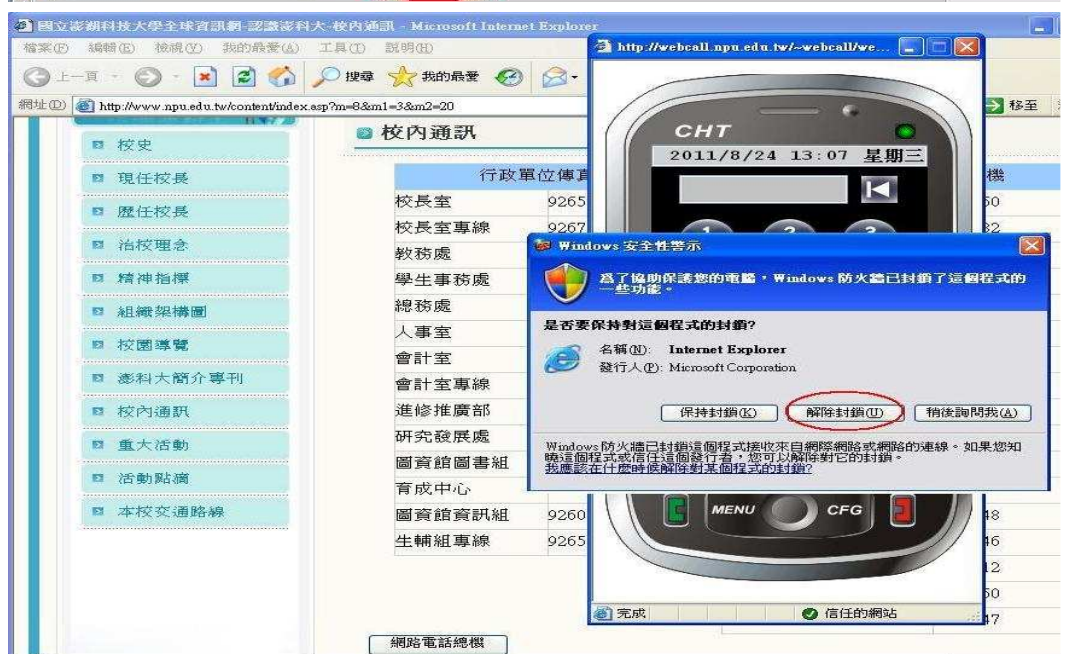 國立澎湖科技大學全球資訊網-認識澎科大-校內通訊 - Microsoft Internet Explorer
檔案(F) 編輯(E) 檢視(V) 我的最愛(A) 工具(T) 說明(H)
上一頁 搜尋 我的最愛
網址(D) http://www.npu.edu.tw/content/index.asp?m=8&m1=3&m2=20 移至
校史
現任校長
歷任校長
治校理念
精神指標
組織架構圖
校園導覽
澎科大簡介專刊
校內通訊
重大活動
活動點滴
本校交通路線
校內通訊
行政單位傳真 機
校長室 9265 50
校長室專線 9267 32
教務處
學生事務處
總務處
人事室
會計室
會計室專線
進修推廣部
研究發展處
圖資館圖書組
育成中心
圖資館資訊組 9260 48
生輔組專線 9265 46
12
50
47
網路電話總機
http://webcall.npu.edu.tw/~webcall/we...
CHT
2011/8/24 13:07 星期三
1 2 3
MENU CFG
完成 信任的網站
Windows 安全性警示
為了協助保護您的電腦，Windows 防火牆已封鎖了這個程式的
一些功能。
是否要保持對這個程式的封鎖?
名稱(N): Internet Explorer
發行人(P): Microsoft Corporation
保持封鎖(K) 解除封鎖(U) 稍後詢問我(A)
Windows 防火牆已封鎖這個程式接收來自網際網路或網路的連線。如果您知
曉這個程式或信任這個發行者，您可以解除對它的封鎖。
我應該在什麼時候解除對某個程式的封鎖?